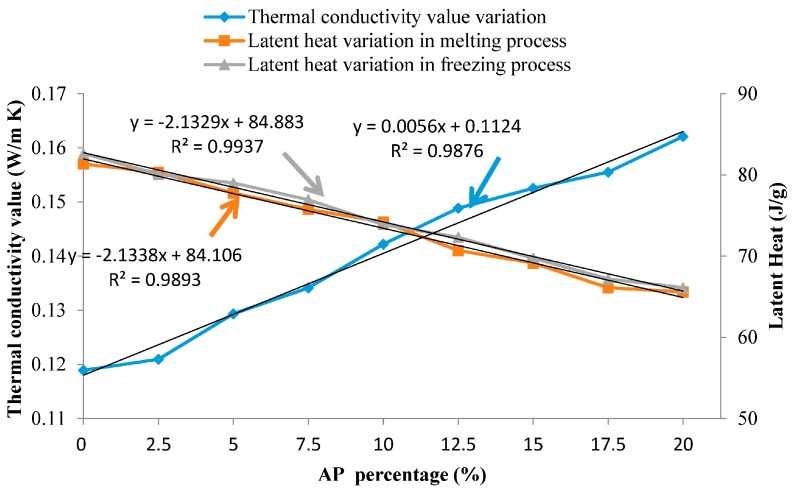 Thermal conductivity value variation
Latent heat variation in melting process
Latent heat variation in freezing process
Thermal conductivity value (W/m K)
0.17
0.16
0.15
0.14
0.13
0.12
0.11
y = -2.1329x + 84.883
R² = 0.9937
y = 0.0056x + 0.1124
R² = 0.9876
y = -2.1338x + 84.106
R² = 0.9893
90
80
70
60
50
Latent Heat (J/g)
0 2.5 5 7.5 10 12.5 15 17.5 20
AP percentage (%)